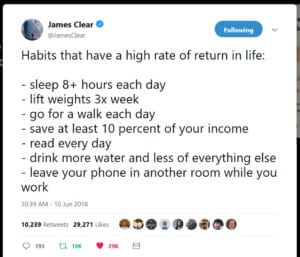 James Clear
@JamesClear
Following
Habits that have a high rate of return in life:
- sleep 8+ hours each day
- lift weights 3x week
- go for a walk each day
- save at least 10 percent of your income
- read every day
- drink more water and less of everything else
- leave your phone in another room while you
work
10:39 AM - 10 Jun 2018
10,239 Retweets 29,271 Likes
193 10K 29K